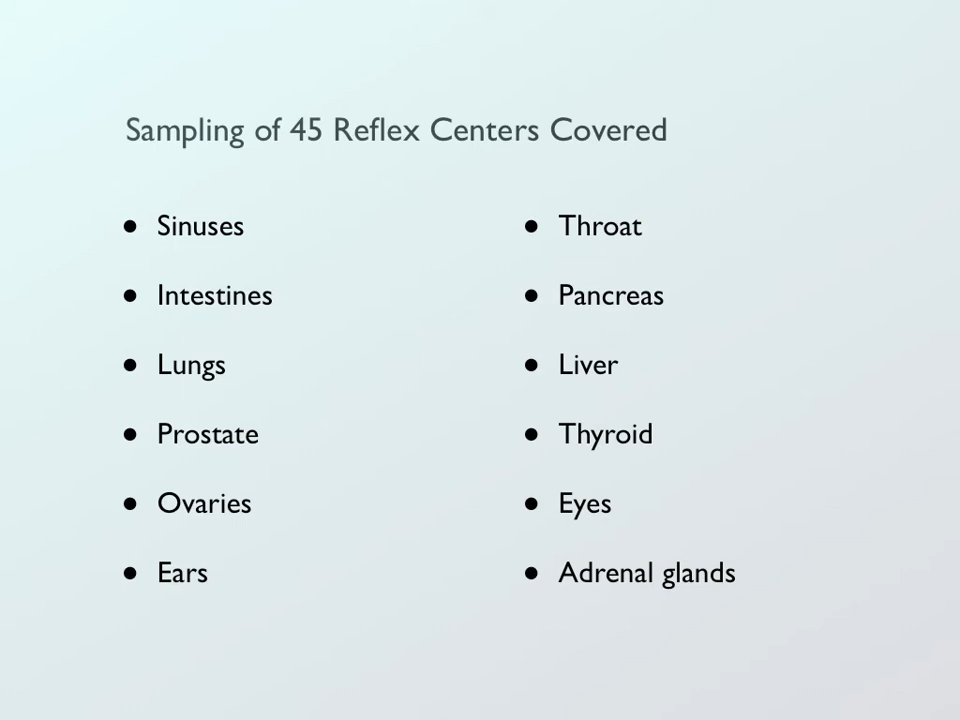 Sampling of 45 Reflex Centers Covered
• Sinuses
• Intestines
• Lungs
• Prostate
• Ovaries
• Ears
• Throat
• Pancreas
• Liver
• Thyroid
• Eyes
• Adrenal glands